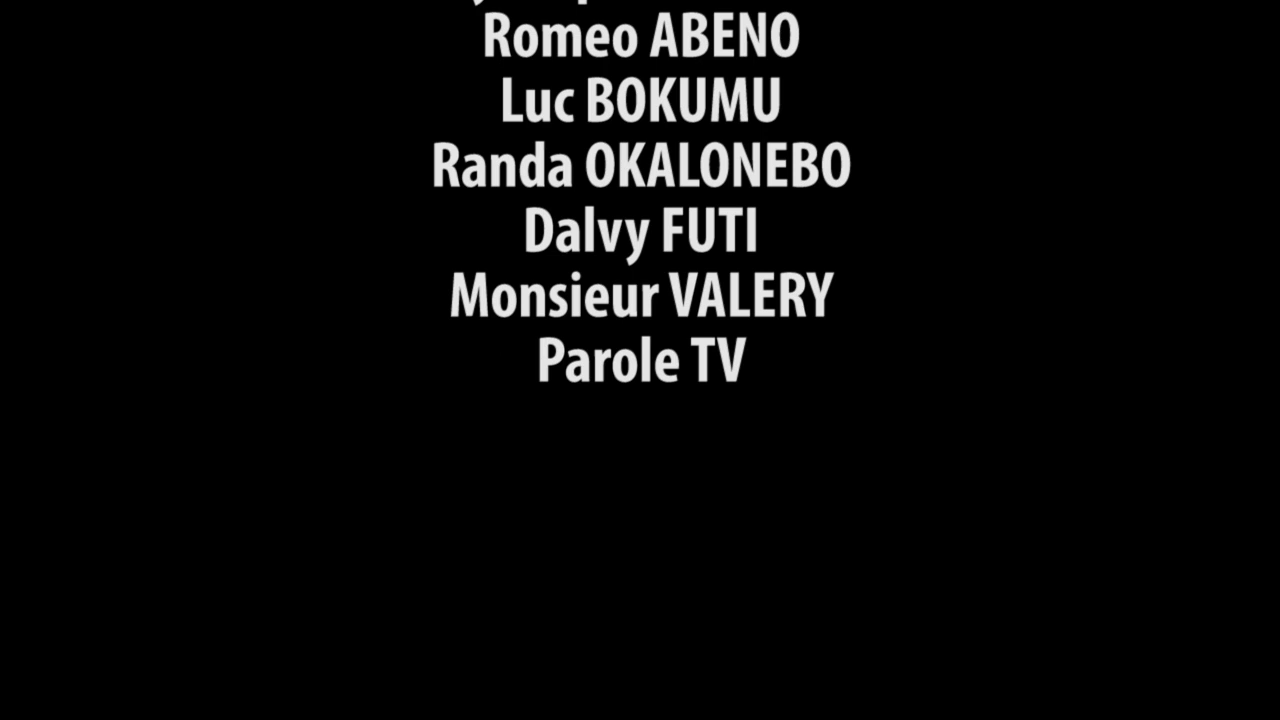 Romeo ABENO
Luc BOKUMU
Randa OKALONEBO
Dalvy FUTI
Monsieur VALERY
Parole TV